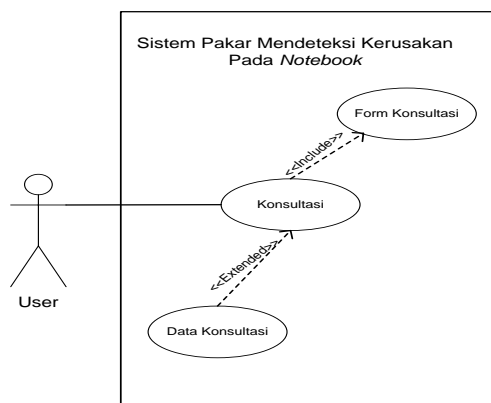 Sistem Pakar Mendeteksi Kerusakan
Pada Notebook
Form Konsultasi
<<Include>>
Konsultasi
<<Extended>>
User
Data Konsultasi